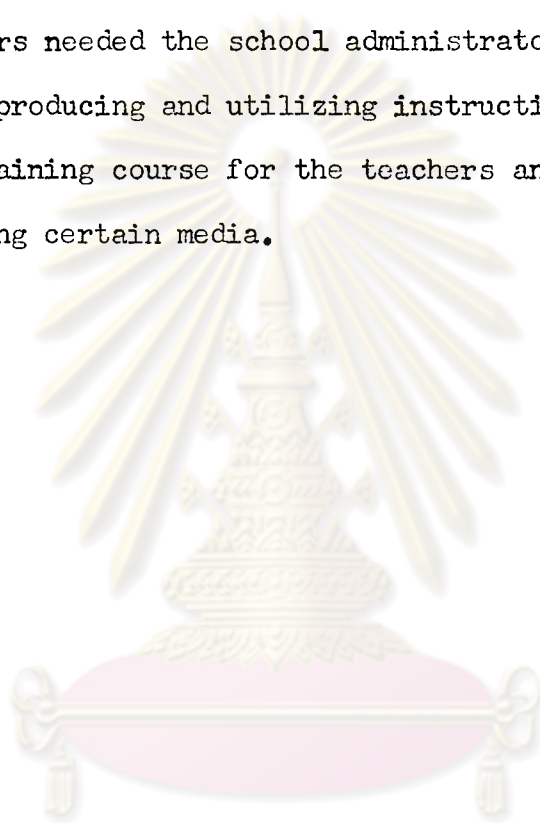 rs needed the school administrato
producing and utilizing instructi
aining course for the teachers an
ng certain media.